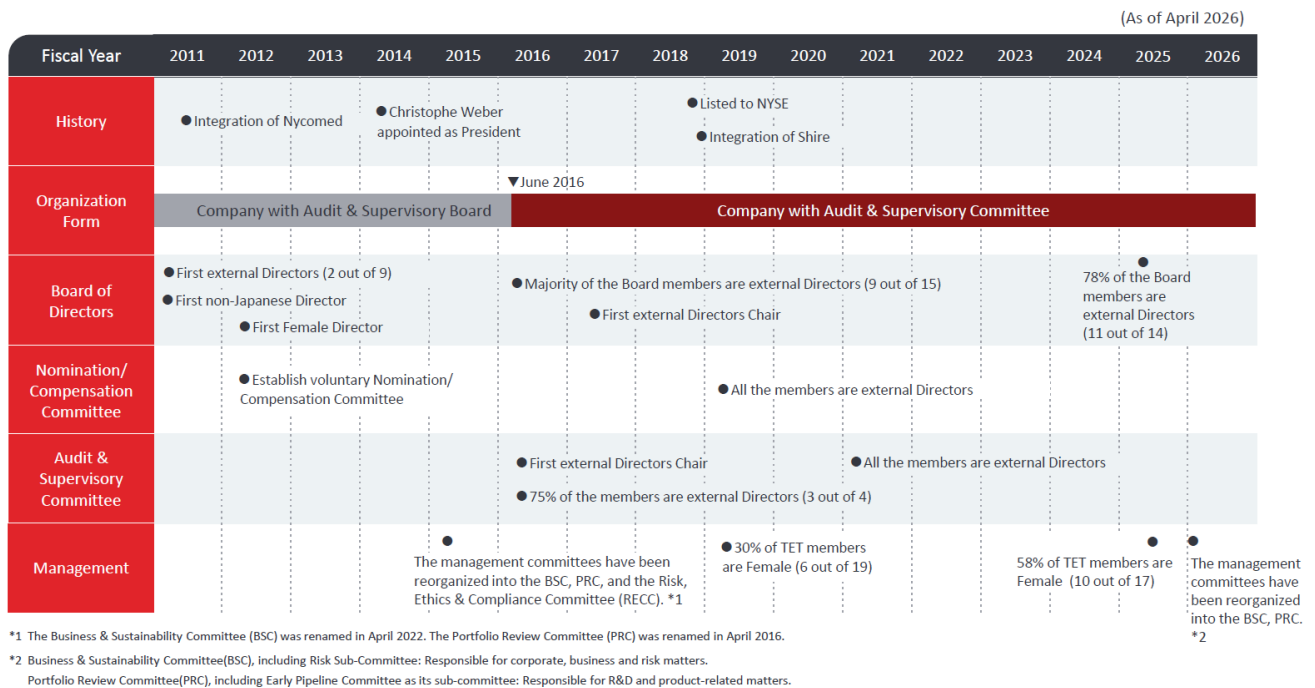 (As of April 2026)
Fiscal Year 2011 2012 2013 2014 2015 2016 2017 2018 2019 2020 2021 2022 2023 2024 2025 2026
History
●Integration of Nycomed
●Christophe Weber
appointed as President
●Listed to NYSE
●Integration of Shire
Organization
Form
▼June 2016
Company with Audit & Supervisory Board
Company with Audit & Supervisory Committee
Board of
Directors
●First external Directors (2 out of 9)
●First non-Japanese Director
●First Female Director
●Majority of the Board members are external Directors (9 out of 15)
●First external Directors Chair
●
78% of the Board
members are
external Directors
(11 out of 14)
Nomination/
Compensation
Committee
●Establish voluntary Nomination/
Compensation Committee
●All the members are external Directors
Audit &
Supervisory
Committee
●First external Directors Chair
●75% of the members are external Directors (3 out of 4)
●All the members are external Directors
Management
●
The management committees have been
reorganized into the BSC, PRC, and the Risk,
Ethics & Compliance Committee (RECC). *1
●30% of TET members
are Female (6 out of 19)
●
58% of TET members are
Female (10 out of 17)
●
The management
committees have
been reorganized
into the BSC, PRC.
*2
*1 The Business & Sustainability Committee (BSC) was renamed in April 2022. The Portfolio Review Committee (PRC) was renamed in April 2016.
*2 Business & Sustainability Committee(BSC), including Risk Sub-Committee: Responsible for corporate, business and risk matters.
Portfolio Review Committee(PRC), including Early Pipeline Committee as its sub-committee: Responsible for R&D and product-related matters.